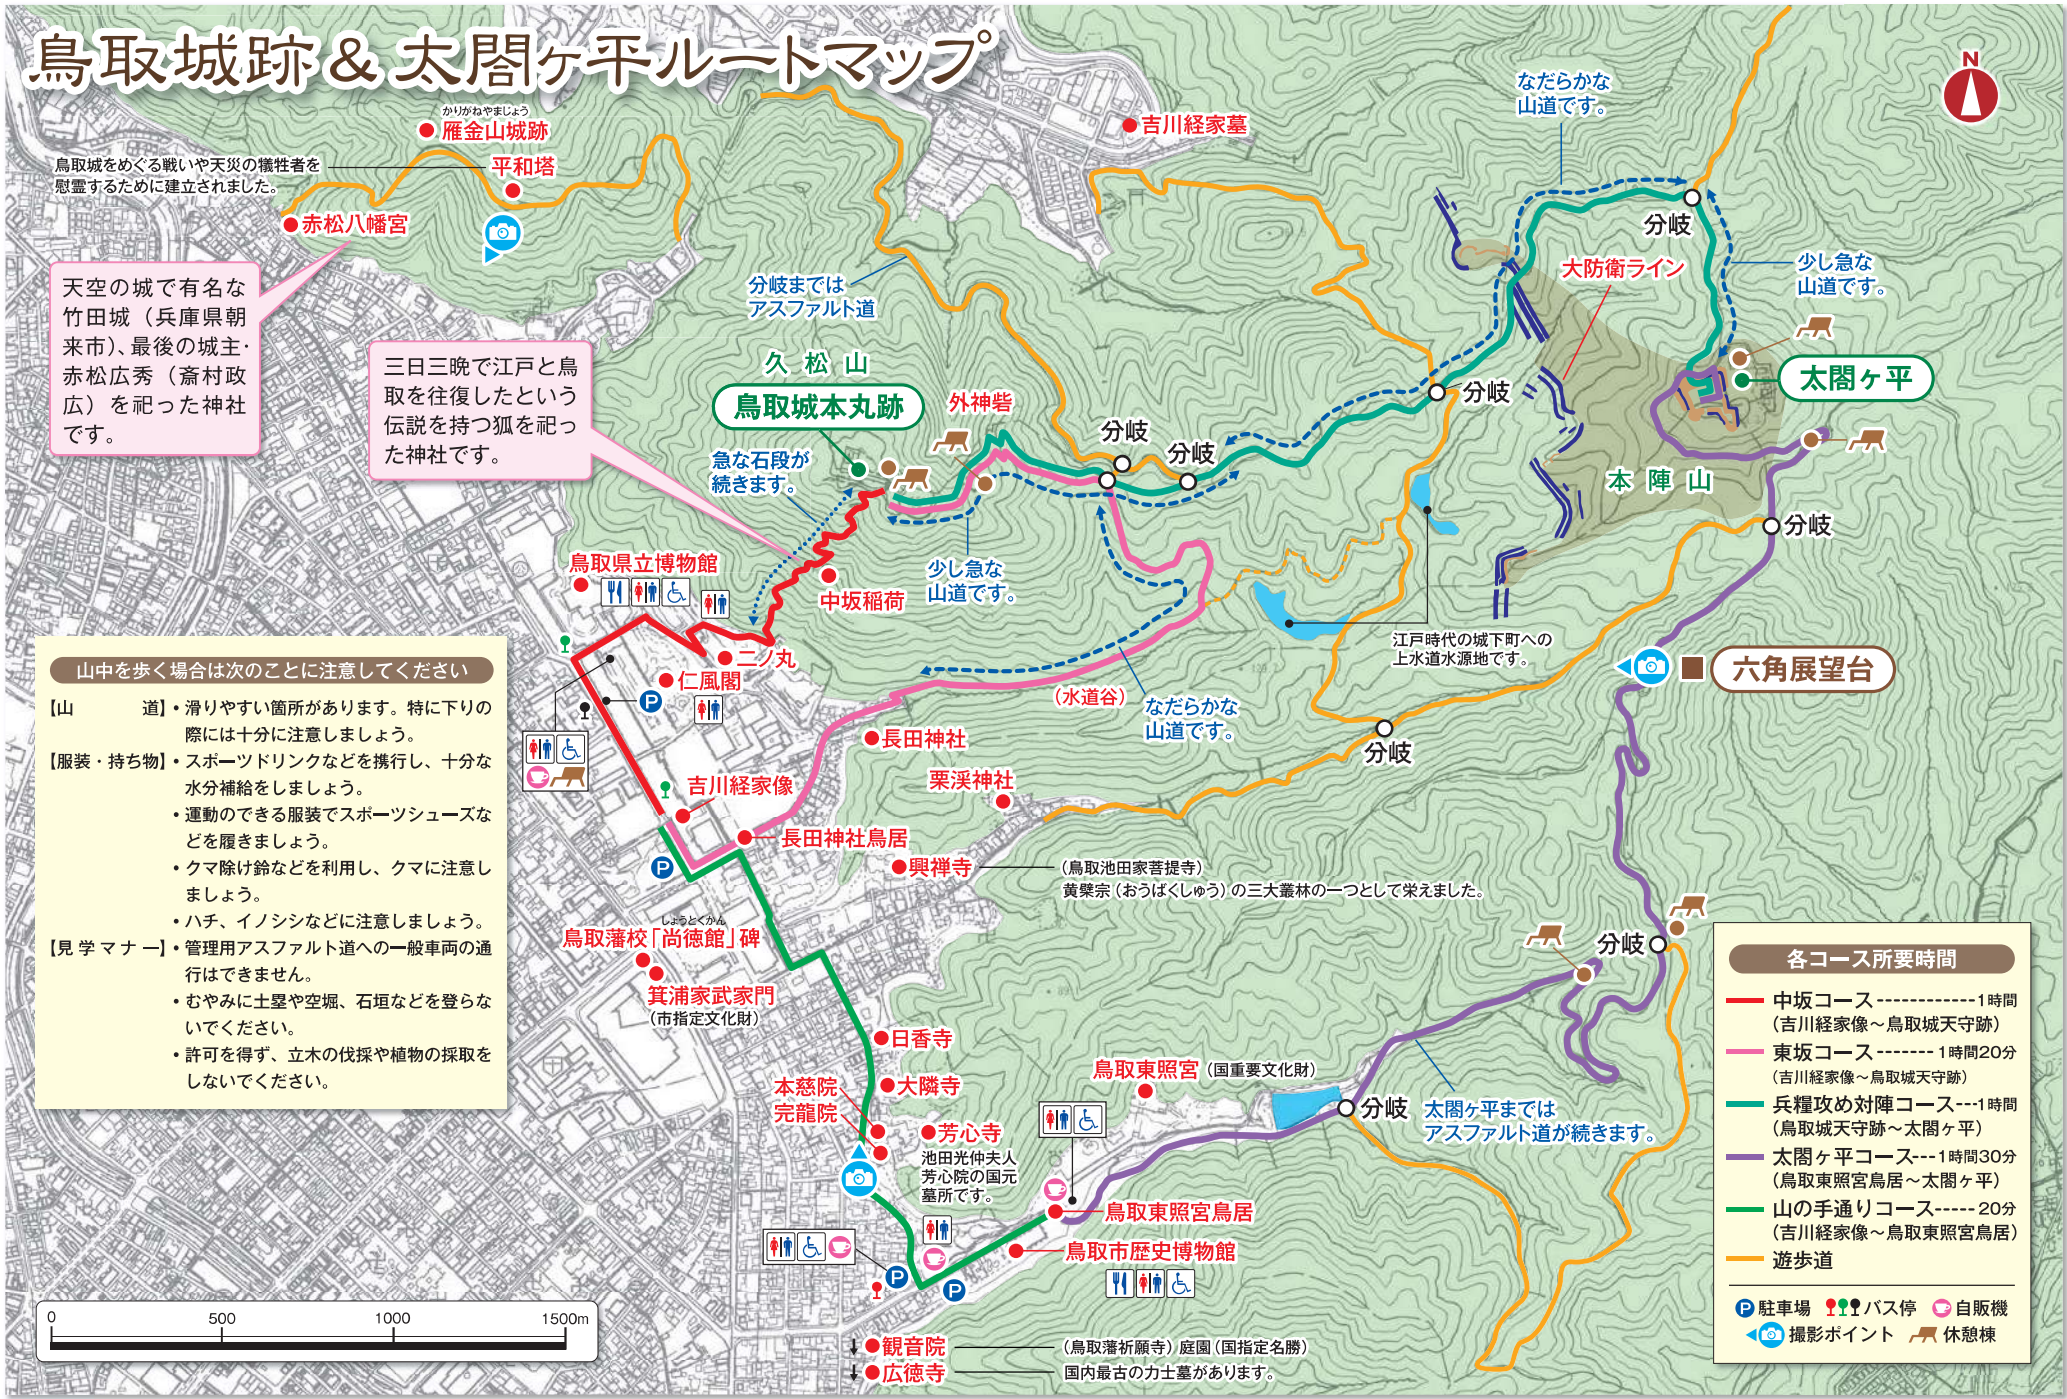 鳥取城跡&太閤ヶ平ルートマップ
N
かりがねやまじょう
雁金山城跡
鳥取城をめぐる戦いや天災の犠牲者を
慰霊するために建立されました。
平和塔
赤松八幡宮
天空の城で有名な
竹田城（兵庫県朝
来市）、最後の城主・
赤松広秀（斎村政
広）を祀った神社
です。
三日三晩で江戸と鳥
取を往復したという
伝説を持つ狐を祀っ
た神社です。
吉川経家墓
なだらかな
山道です。
分岐
大防衛ライン
少し急な
山道です。
太閤ヶ平
分岐までは
アスファルト道
久松山
鳥取城本丸跡
外神砦
分岐
分岐
分岐
急な石段が
続きます。
本陣山
分岐
鳥取県立博物館
中坂稲荷
少し急な
山道です。
二ノ丸
仁風閣
P
江戸時代の城下町への
上水道水源地です。
六角展望台
（水道谷）
なだらかな
山道です。
長田神社
分岐
吉川経家像
栗渓神社
長田神社鳥居
P
興禅寺
（鳥取池田家菩提寺）
黄檗宗（おうばくしゅう）の三大叢林の一つとして栄えました。
しょうとくかん
鳥取藩校「尚徳館」碑
箕浦家武家門
（市指定文化財）
分岐
日香寺
大隣寺
本慈院
完龍院
芳心寺
池田光仲夫人
芳心院の国元
墓所です。
鳥取東照宮（国重要文化財）
分岐
太閤ヶ平までは
アスファルト道が続きます。
鳥取東照宮鳥居
鳥取市歴史博物館
P
P
観音院
（鳥取藩祈願寺）庭園（国指定名勝）
広徳寺
国内最古の力士墓があります。
山中を歩く場合は次のことに注意してください
【山道】・滑りやすい箇所があります。特に下りの
際には十分に注意しましょう。
【服装・持ち物】・スポーツドリンクなどを携行し、十分な
水分補給をしましょう。
・運動のできる服装でスポーツシューズな
どを履きましょう。
・クマ除け鈴などを利用し、クマに注意し
ましょう。
・ハチ、イノシシなどに注意しましょう。
【見学マナー】・管理用アスファルト道への一般車両の通
行はできません。
・むやみに土塁や空堀、石垣などを登らな
いでください。
・許可を得ず、立木の伐採や植物の採取を
しないでください。
0 500 1000 1500m
各コース所要時間
中坂コース------------1時間
（吉川経家像～鳥取城天守跡）
東坂コース-------1時間20分
（吉川経家像～鳥取城天守跡）
兵糧攻め対陣コース---1時間
（鳥取城天守跡～太閤ヶ平）
太閤ヶ平コース---1時間30分
（鳥取東照宮鳥居～太閤ヶ平）
山の手通りコース-----20分
（吉川経家像～鳥取東照宮鳥居）
遊歩道
P 駐車場 バス停 自販機
撮影ポイント 休憩棟